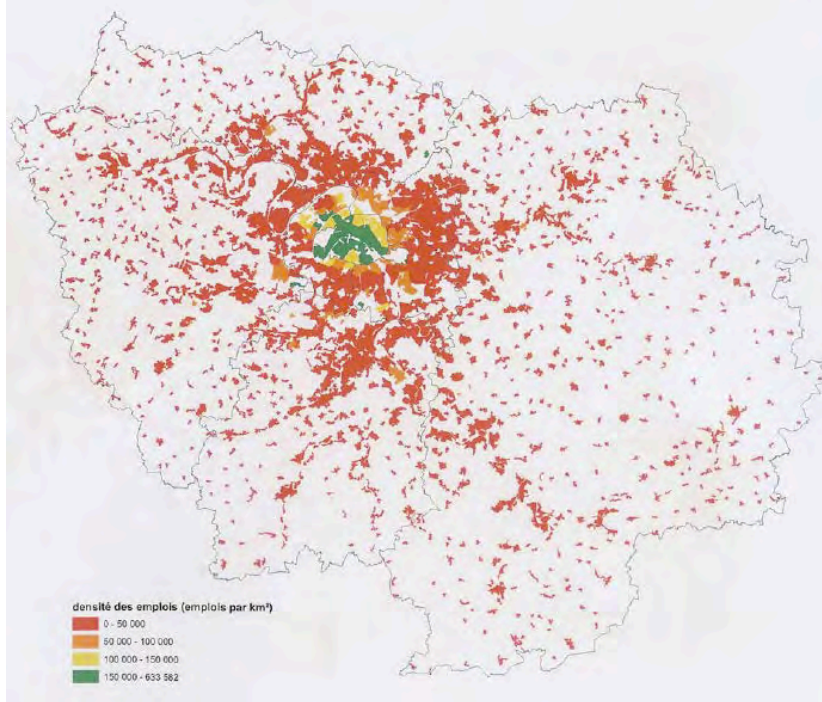 densité des emplois (emplois par km²)
0 - 50 000
50 000 - 100 000
100 000 - 150 000
150 000 - 633 582